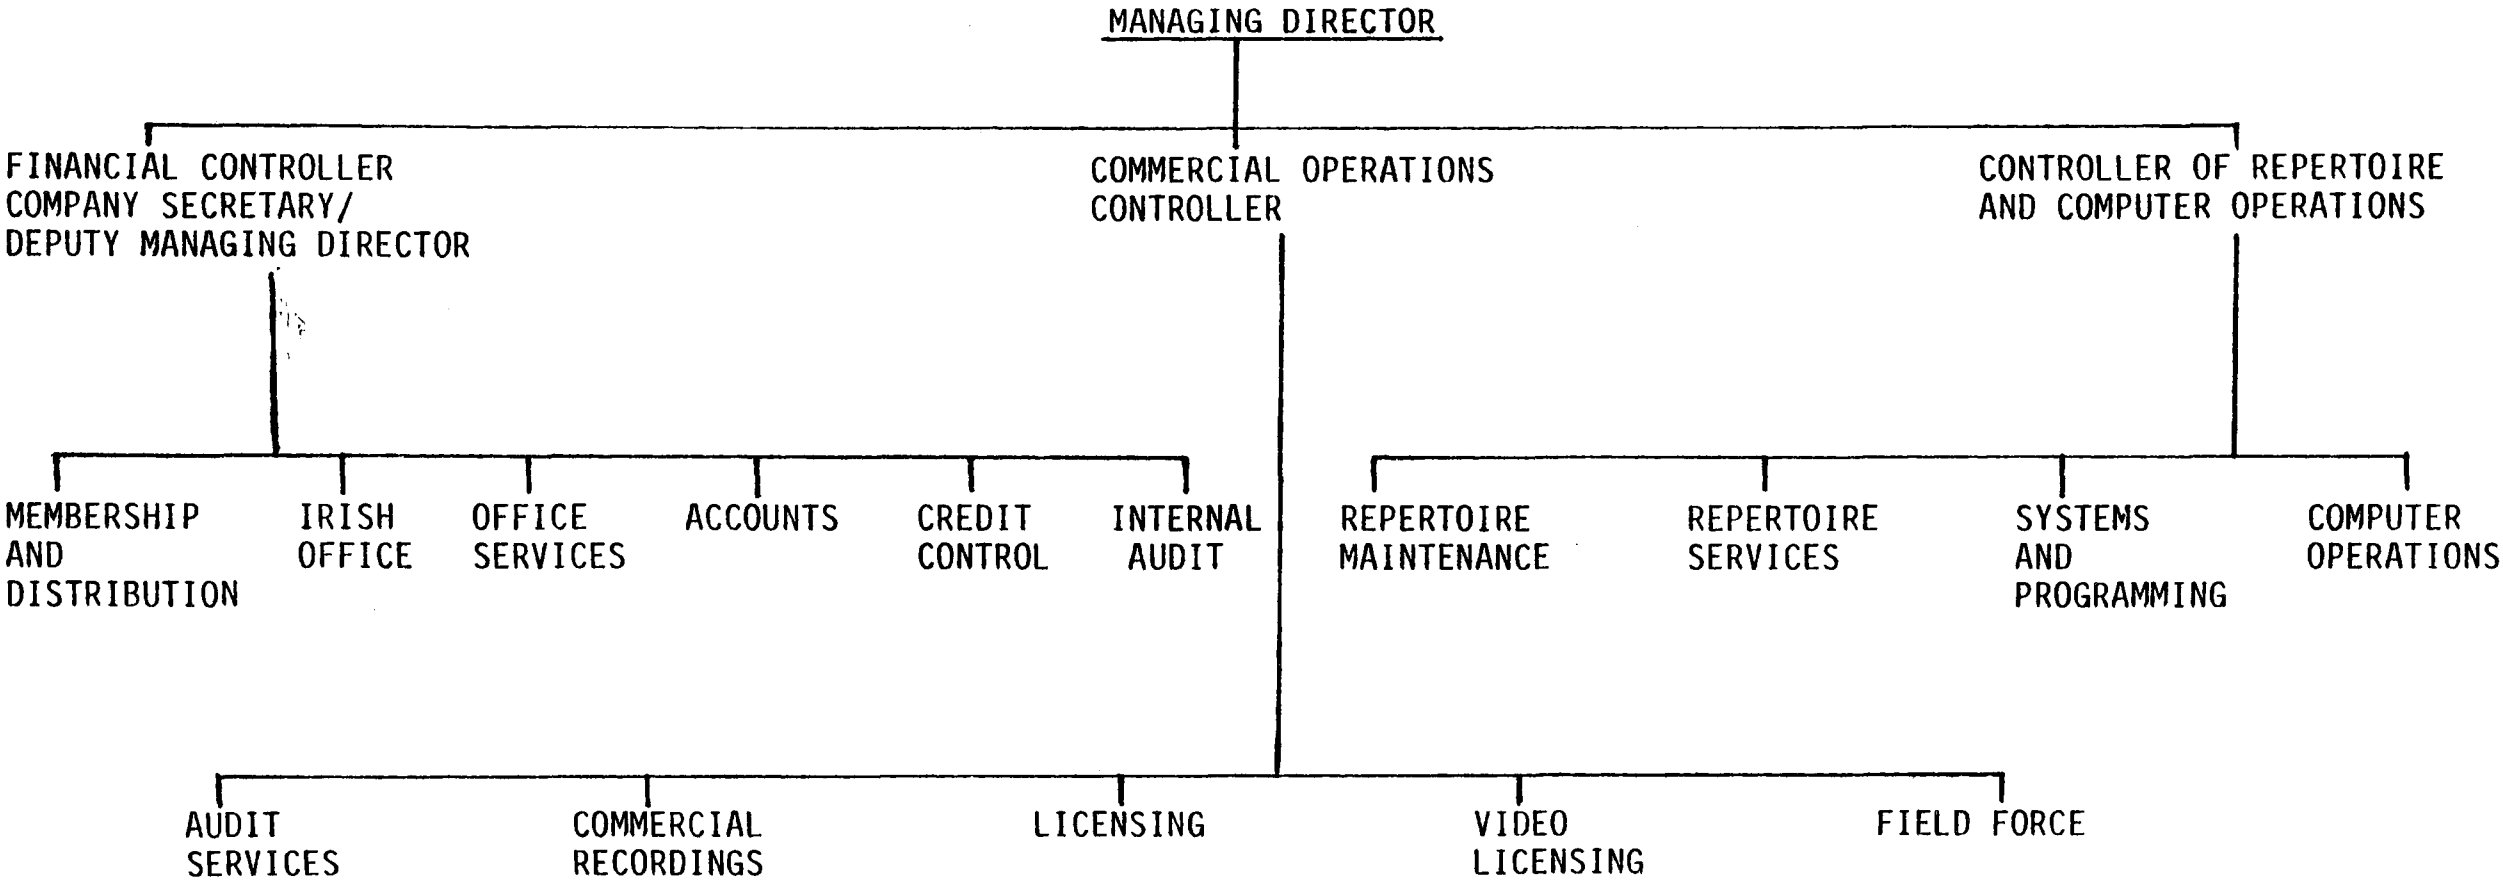 MANAGING DIRECTOR
FINANCIAL CONTROLLER
COMPANY SECRETARY/
DEPUTY MANAGING DIRECTOR
COMMERCIAL OPERATIONS
CONTROLLER
CONTROLLER OF REPERTOIRE
AND COMPUTER OPERATIONS
MEMBERSHIP
AND
DISTRIBUTION
IRISH
OFFICE
OFFICE
SERVICES
ACCOUNTS
CREDIT
CONTROL
INTERNAL
AUDIT
REPERTOIRE
MAINTENANCE
REPERTOIRE
SERVICES
SYSTEMS
AND
PROGRAMMING
COMPUTER
OPERATIONS
AUDIT
SERVICES
COMMERCIAL
RECORDINGS
LICENSING
VIDEO
LICENSING
FIELD FORCE